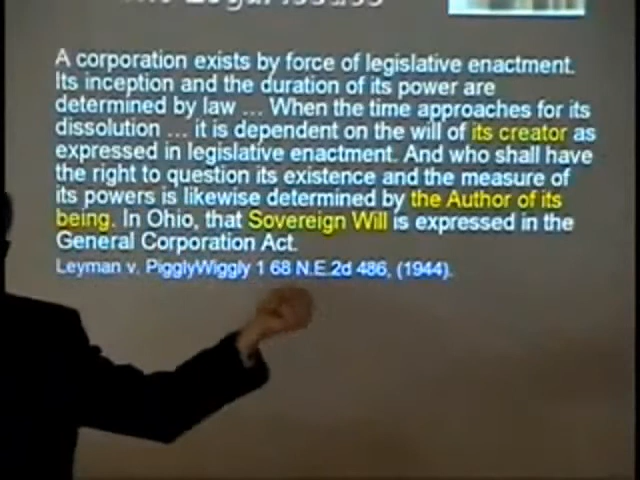 The Legal Issues
A corporation exists by force of legislative enactment.
Its inception and the duration of its power are
determined by law ... When the time approaches for its
dissolution ... it is dependent on the will of its creator as
expressed in legislative enactment. And who shall have
the right to question its existence and the measure of
its powers is likewise determined by the Author of its
being. In Ohio, that Sovereign Will is expressed in the
General Corporation Act.
Leyman v. PigglyWiggly 1 68 N.E.2d 486, (1944).